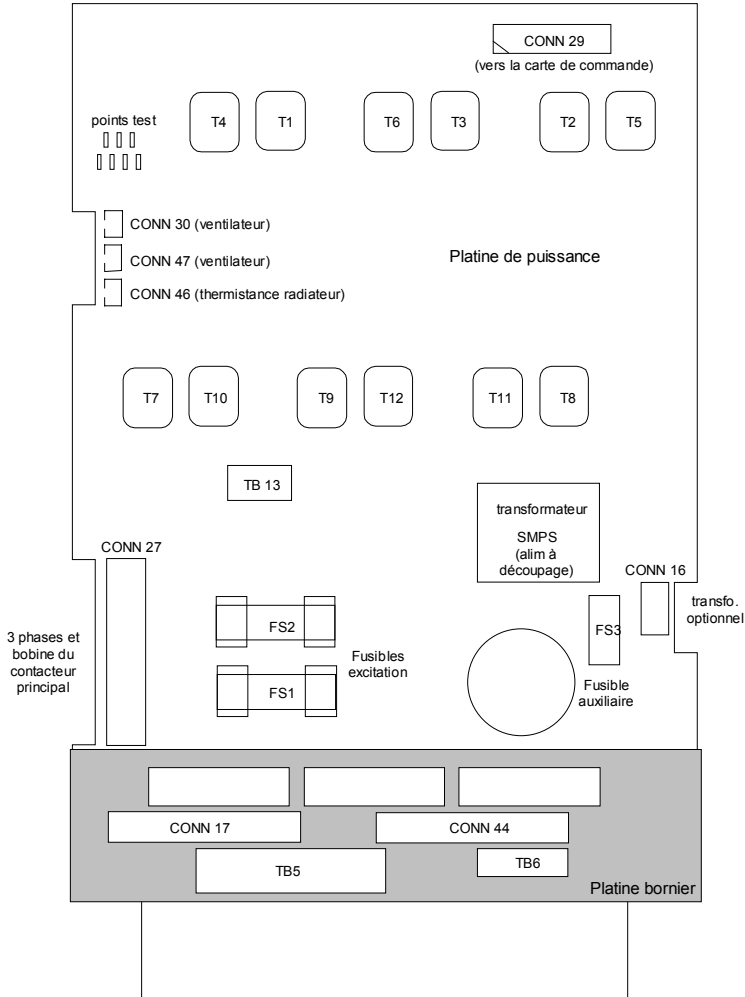 CONN 29
(vers la carte de commande)
points test
T4
T1
T6
T3
T2
T5
CONN 30 (ventilateur)
CONN 47 (ventilateur)
CONN 46 (thermistance radiateur)
Platine de puissance
T7
T10
T9
T12
T11
T8
TB 13
transformateur
SMPS
(alim à
découpage)
CONN 27
CONN 16
3 phases et
bobine du
contacteur
principal
FS2
FS1
Fusibles
excitation
FS3
transfo.
optionnel
Fusible
auxiliaire
CONN 17
CONN 44
TB5
TB6
Platine bornier